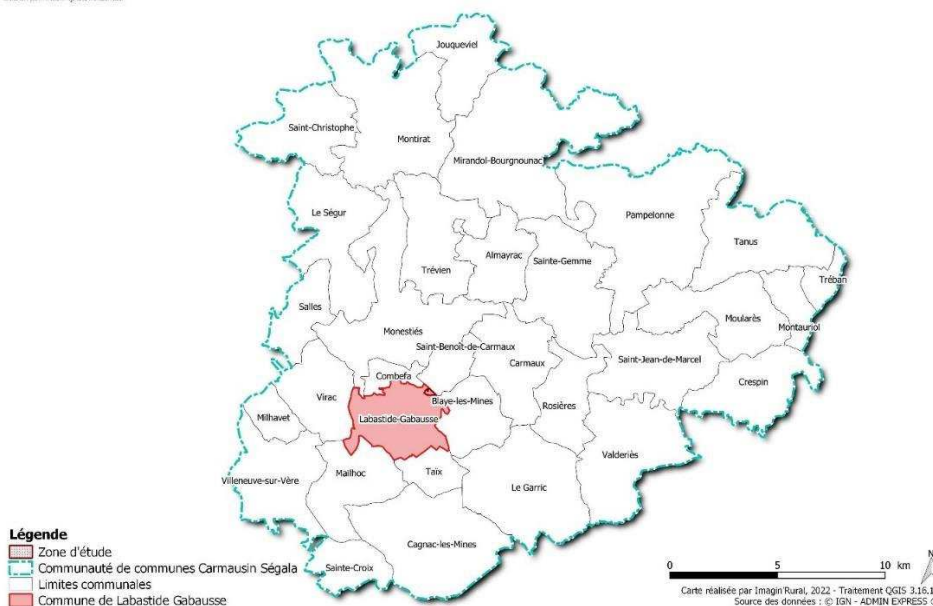 Jouqueviel
Saint-Christophe
Montirat
Mirandol-Bourgnounac
Le Ségur
Pampelonne
Tanus
Almayrac
Sainte-Gemme
Trévien
Tréban
Salles
Moularès
Montauriol
Monestiés
Saint-Benoît-de-Carmaux
Carmaux
Saint-Jean-de-Marcel
Combefa
Crespin
Virac
Blaye-les-Mines
Rosières
Milhavet
Labastide-Gabausse
Valderiès
Villeneuve-sur-Vère
Mailhoc
Taïx
Le Garric
Cagnac-les-Mines
Sainte-Croix
Légende
Zone d'étude
Communauté de communes Carmausin Ségala
Limites communales
Commune de Labastide Gabausse
N
0 5 10 km
Carte réalisée par Imagin'Rural, 2022 - Traitement QGIS 3.16.1
Source des données : © IGN - ADMIN EXPRESS